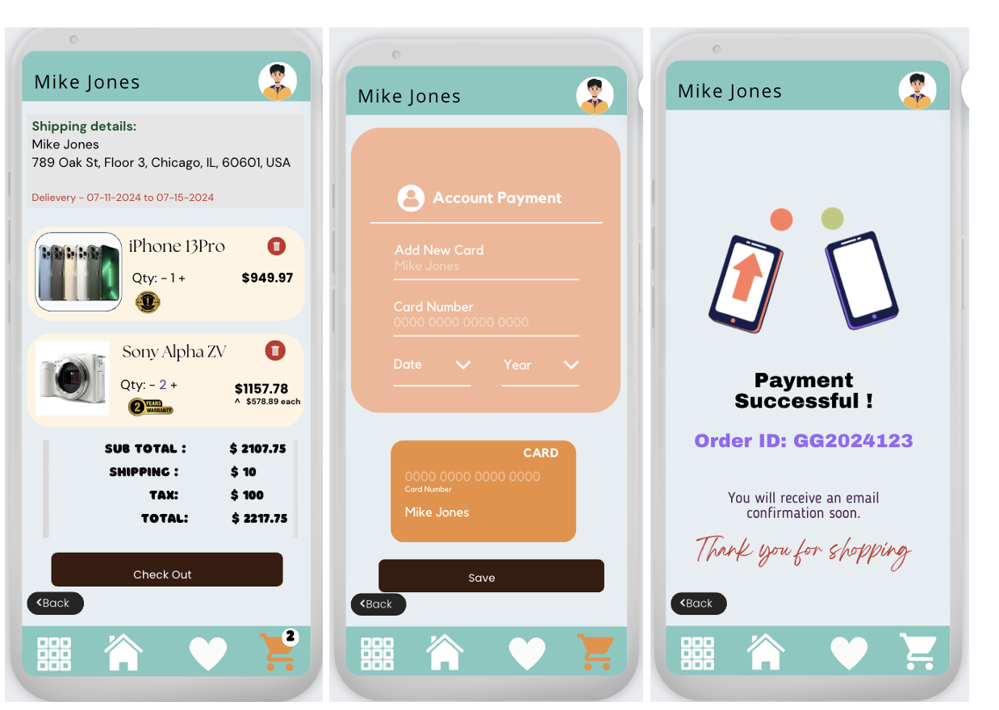 Mike Jones
Shipping details:
Mike Jones
789 Oak St, Floor 3, Chicago, IL, 60601, USA
Delievery - 07-11-2024 to 07-15-2024
iPhone 13Pro
Qty: - 1 + $949.97
1
Sony Alpha ZV
Qty: - 2 + $1157.78
^ $578.89 each
2 YEARS WARRANTY
SUB TOTAL : $ 2107.75
SHIPPING : $ 10
TAX: $ 100
TOTAL: $ 2217.75
Check Out
<Back
2
Mike Jones
Account Payment
Add New Card
Mike Jones
Card Number
0000 0000 0000 0000
Date Year
CARD
0000 0000 0000 0000
Card Number
Mike Jones
Save
<Back
Mike Jones
Payment
Successful !
Order ID: GG2024123
You will receive an email
confirmation soon.
Thank you for shopping
<Back